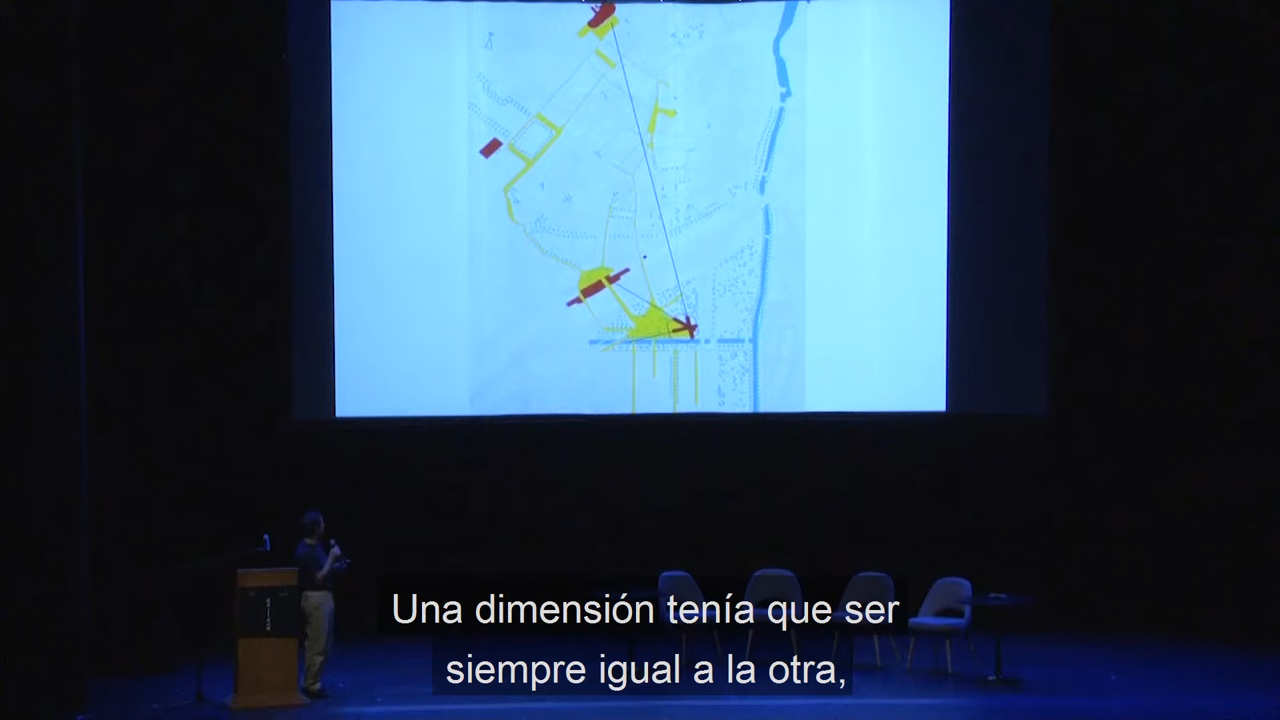 Una dimensión tenía que ser
siempre igual a la otra,